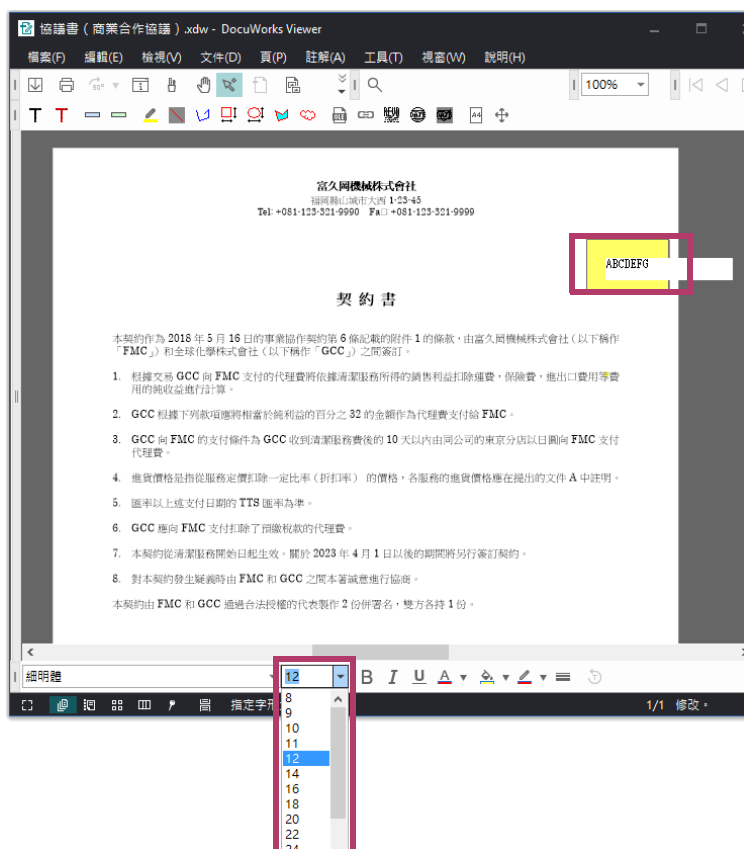 協議書（商業合作協議）.xdw - DocuWorks Viewer
檔案(F) 編輯(E) 檢視(V) 文件(D) 頁(P) 註解(A) 工具(T) 視窗(W) 說明(H)
100%
T T
A4
富久岡機械株式會社
福岡縣山城市大西 1-23-45
Tel: +081-123-321-9990 Fa□ +081-123-321-9999
ABCDEFG
契 約 書
本契約作為 2018 年 5 月 16 日的事業協作契約第 6 條記載的附件 1 的條款，由富久岡機械株式會社（以下稱作
「FMC」）和全球化學株式會社（以下稱作「GCC」）之間簽訂。
1. 根據交易 GCC 向 FMC 支付的代理費將依據清潔服務所得的銷售利益扣除運費，保險費，進出口費用等費
用的純收益進行計算。
2. GCC 根據下列款項應將相當於純利益的百分之 32 的金額作為代理費支付給 FMC。
3. GCC 向 FMC 的支付條件為 GCC 收到清潔服務費後的 10 天以內由同公司的東京分店以日圓向 FMC 支付
代理費。
4. 進貨價格是指從服務定價扣除一定比率（折扣率） 的價格，各服務的進貨價格應在提出的文件 A 中註明。
5. 匯率以上述支付日期的 TTS 匯率為準。
6. GCC 應向 FMC 支付扣除了預繳稅款的代理費。
7. 本契約從清潔服務開始日起生效。關於 2023 年 4 月 1 日以後的期間將另行簽訂契約。
8. 對本契約發生疑義時由 FMC 和 GCC 之間本著誠意進行協商。
本契約由 FMC 和 GCC 通過合法授權的代表製作 2 份併署名，雙方各持 1 份。
細明體 12 B I U A
指定字 1/1 修改。
8
9
10
11
12
14
16
18
20
22
24